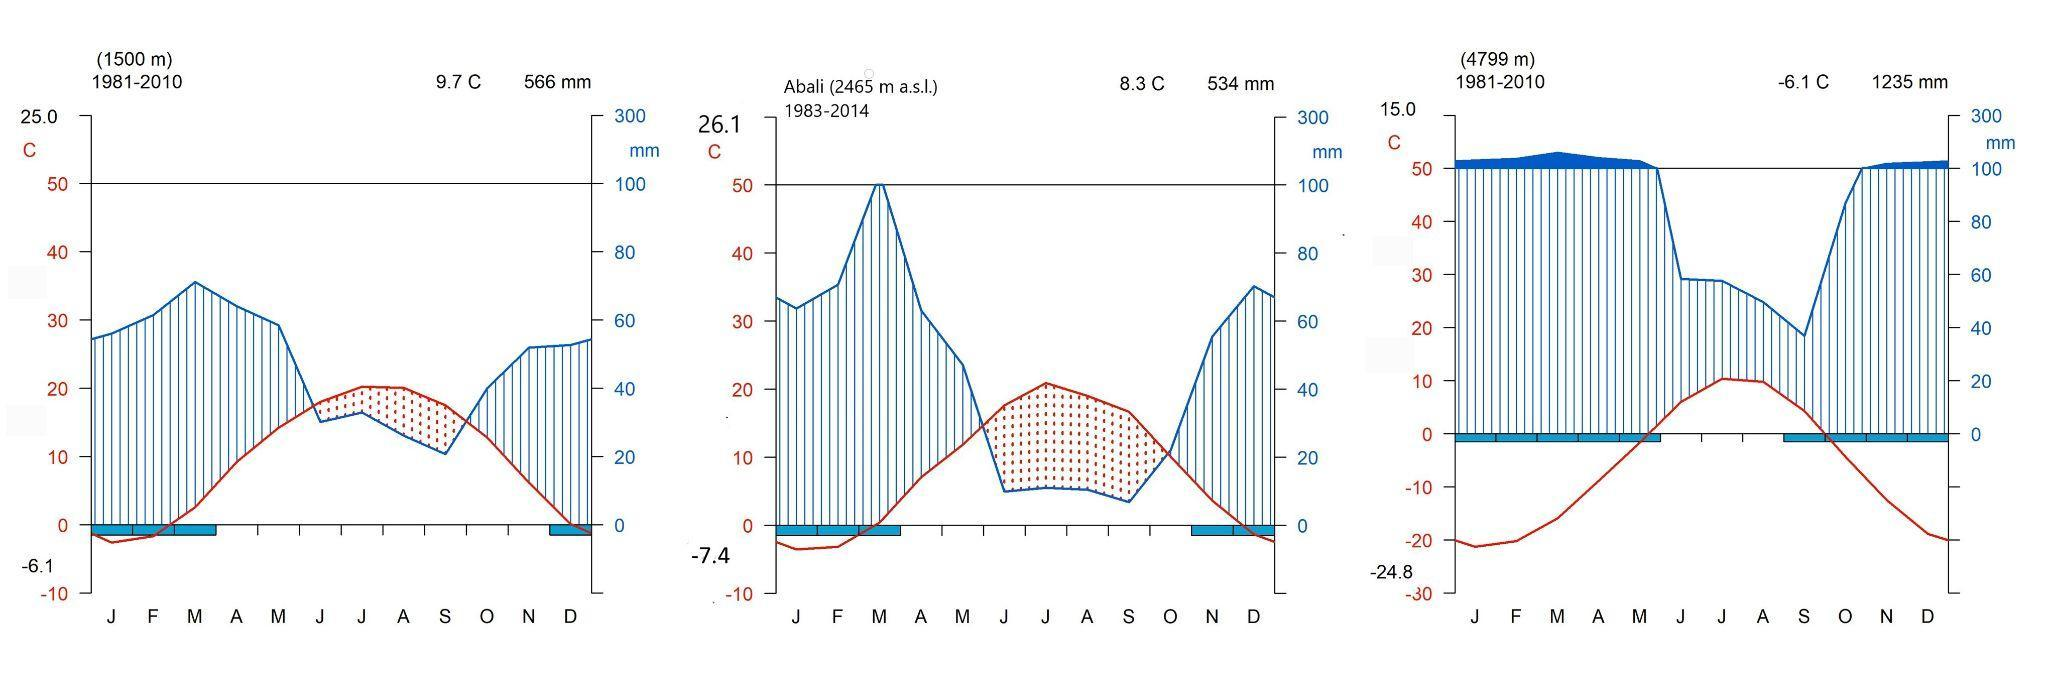 (1500 m)
1981-2010 9.7 C 566 mm
25.0 300
C mm
50 100
40 80
30 60
20 40
10 20
0 0
-6.1
-10
J F M A M J J A S O N D
Abali (2465 m a.s.l.) 8.3 C 534 mm
1983-2014
26.1 300
C mm
50 100
40 80
30 60
20 40
10 20
0 0
-7.4
-10
J F M A M J J A S O N D
(4799 m)
1981-2010 -6.1 C 1235 mm
15.0 300
C mm
50 100
40 80
30 60
20 40
10 20
0 0
-10
-20
-24.8
-30
J F M A M J J A S O N D